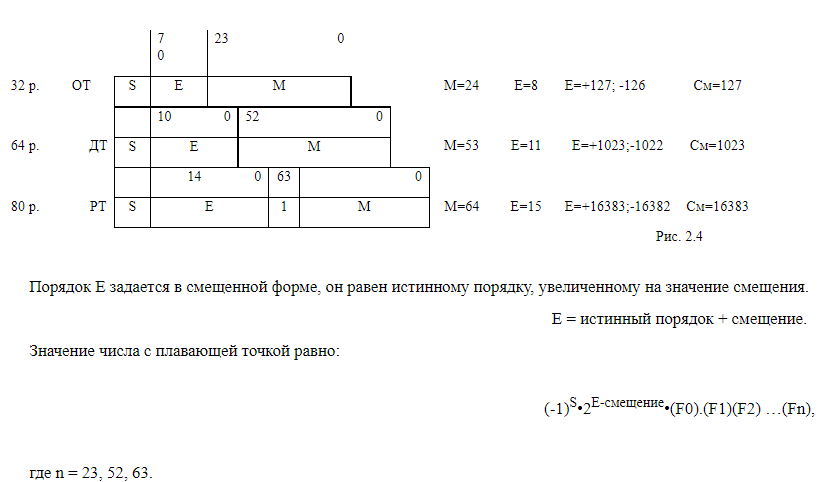 7 23 0
0
32 р. ОТ S E M M=24 E=8 E=+127; -126 См=127
10 0 52 0
64 р. ДТ S E M M=53 E=11 E=+1023;-1022 См=1023
14 0 63 0
80 р. РТ S E 1 M M=64 E=15 E=+16383;-16382 См=16383
Рис. 2.4
Порядок Е задается в смещенной форме, он равен истинному порядку, увеличенному на значение смещения.
Е = истинный порядок + смещение.
Значение числа с плавающей точкой равно:
(-1)S•2E-смещение•(F0).(F1)(F2) …(Fn),
где n = 23, 52, 63.